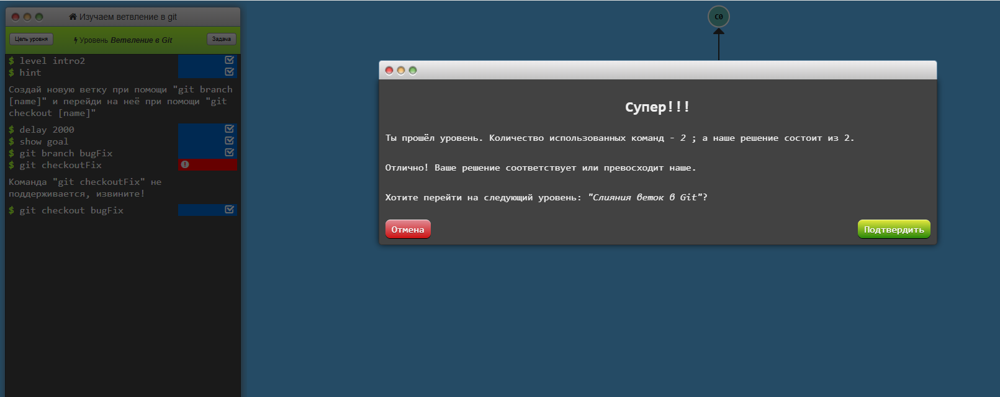 Изучаем ветвление в git
Цель уровня
Уровень Ветвление в Git
Задача
$ level intro2
$ hint
Создай новую ветку при помощи "git branch
[name]" и перейди на неё при помощи "git
checkout [name]"
$ delay 2000
$ show goal
$ git branch bugFix
$ git checkoutFix
Команда "git checkoutFix" не
поддерживается, извините!
$ git checkout bugFix
C0
Супер!!!
Ты прошёл уровень. Количество использованных команд - 2 ; а наше решение состоит из 2.
Отлично! Ваше решение соответствует или превосходит наше.
Хотите перейти на следующий уровень: "Слияния веток в Git"?
Отмена
Подтвердить